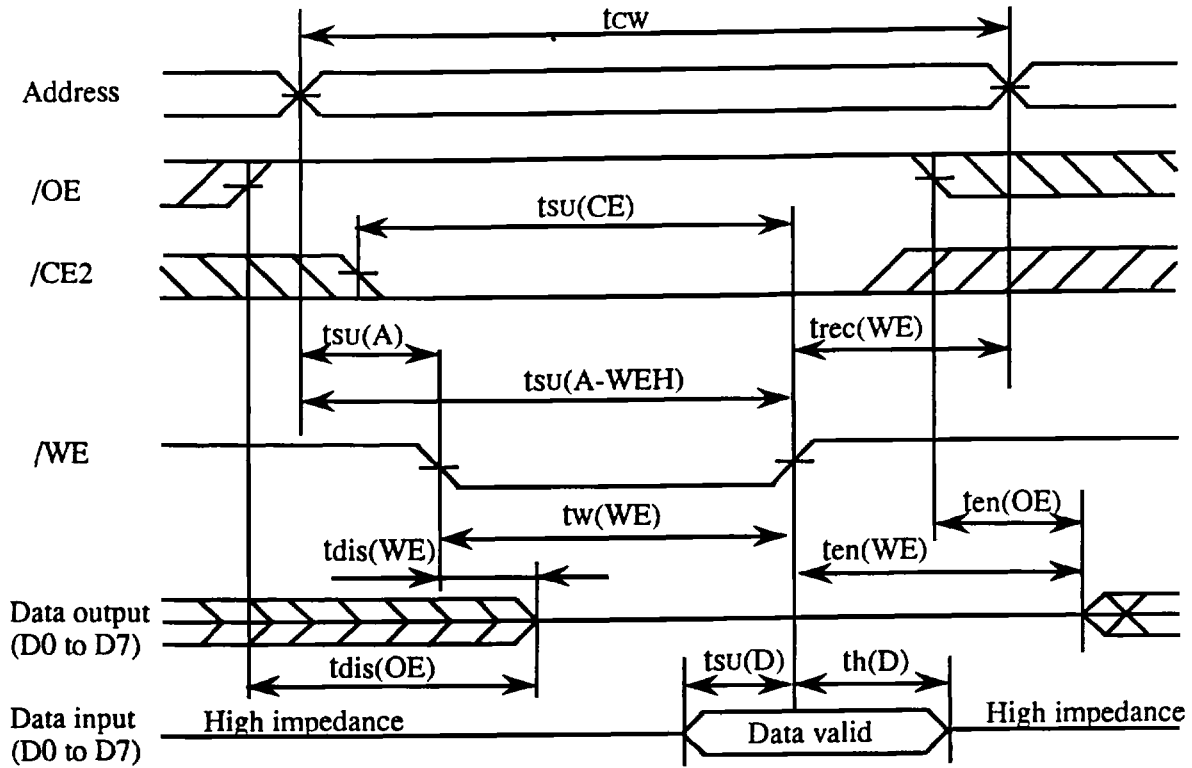 tCW
Address
/OE
tSU(CE)
/CE2
tSU(A)
trec(WE)
tSU(A-WEH)
/WE
tw(WE)
ten(OE)
tdis(WE)
ten(WE)
Data output
(D0 to D7)
tdis(OE)
tSU(D)
th(D)
Data input
(D0 to D7)
High impedance
Data valid
High impedance